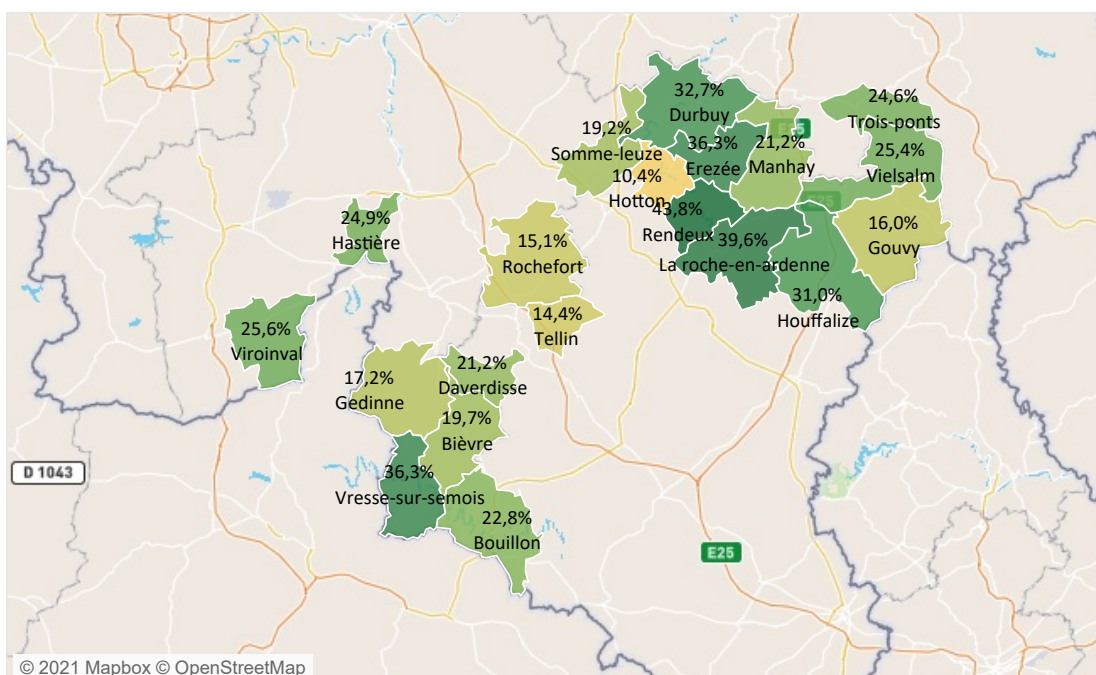 32,7%
Durbuy
24,6%
Trois-ponts
19,2%
Somme-leuze
36,3%
Erezée
E25
21,2%
Manhay
25,4%
Vielsalm
10,4%
Hotton
43,8%
Rendeux
E25
16,0%
Gouvy
39,6%
La roche-en-ardenne
24,9%
Hastière
15,1%
Rochefort
31,0%
Houffalize
14,4%
Tellin
25,6%
Viroinval
17,2%
Gedinne
21,2%
Daverdisse
19,7%
Bièvre
D 1043
36,3%
Vresse-sur-semois
22,8%
Bouillon
E25
© 2021 Mapbox © OpenStreetMap